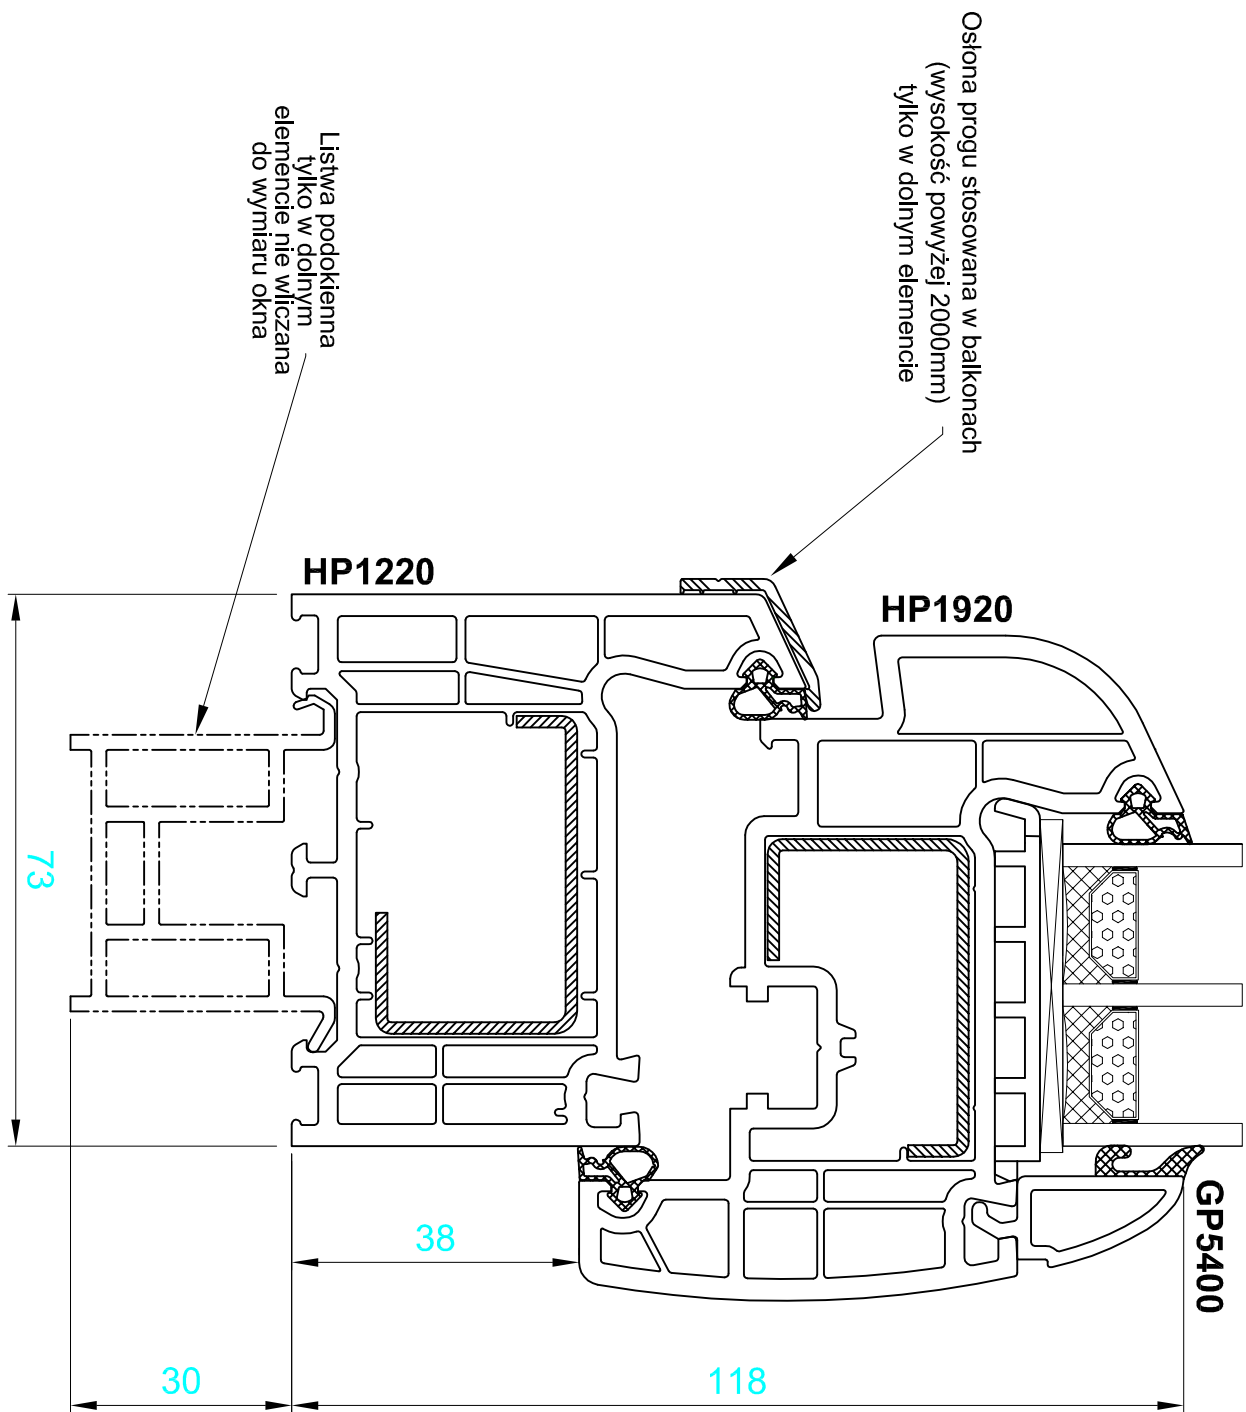 Osłona progu stosowana w balkonach
(wysokość powyżej 2000mm)
tylko w dolnym elemencie
Listwa podokienna
tylko w dolnym
elemencie nie wliczana
do wymiaru okna
HP1220
HP1920
73
GP5400
38
30
118